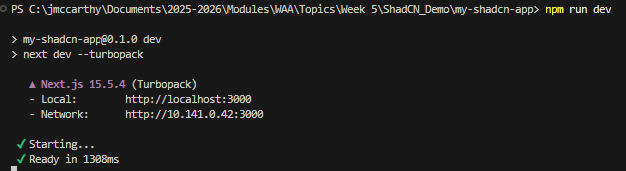 PS C:\jmccarthy\Documents\2025-2026\Modules\WAA\Topics\Week 5\ShadCN_Demo\my-shadcn-app> npm run dev
> my-shadcn-app@0.1.0 dev
> next dev --turbopack
▲ Next.js 15.5.4 (Turbopack)
- Local: http://localhost:3000
- Network: http://10.141.0.42:3000
✓ Starting...
✓ Ready in 1308ms